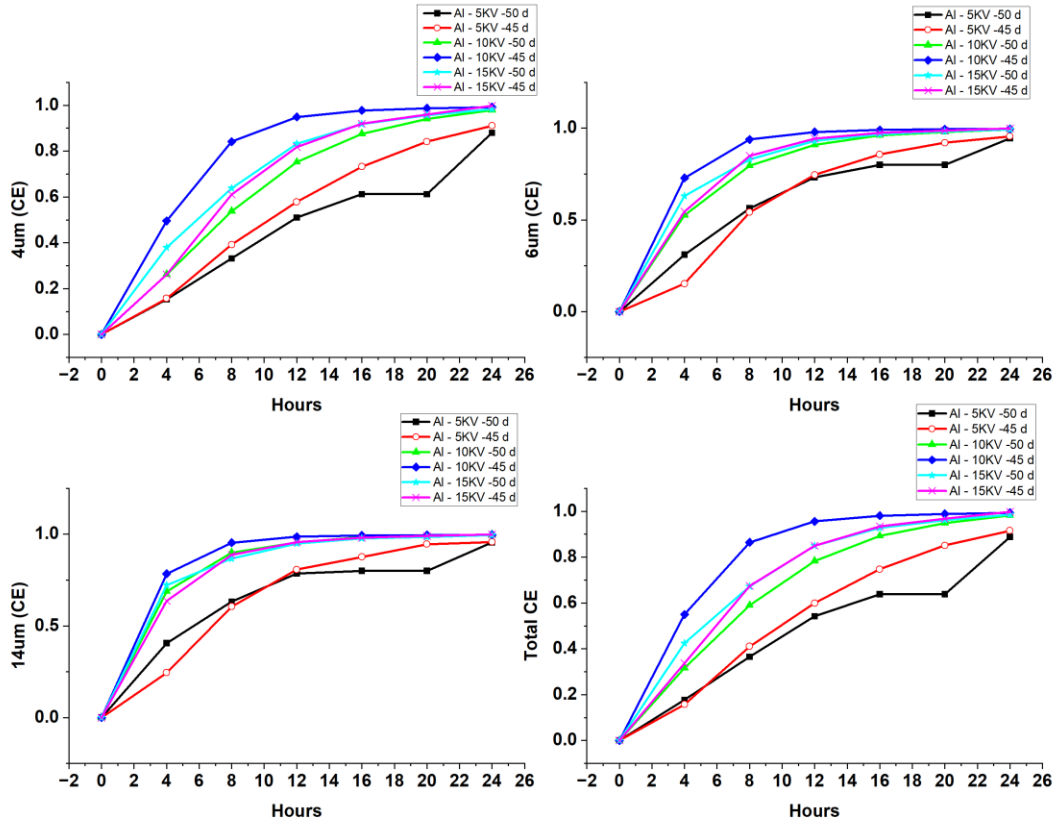 Al - 5KV -50 d
Al - 5KV -45 d
Al - 10KV -50 d
Al - 10KV -45 d
Al - 15KV -50 d
Al - 15KV -45 d
4um (CE)
1.0
0.8
0.6
0.4
0.2
0.0
−2 0 2 4 6 8 10 12 14 16 18 20 22 24 26
Hours
Al - 5KV -50 d
Al - 5KV -45 d
Al - 10KV -50 d
Al - 10KV -45 d
Al - 15KV -50 d
Al - 15KV -45 d
6um (CE)
1.0
0.5
0.0
−2 0 2 4 6 8 10 12 14 16 18 20 22 24 26
Hours
Al - 5KV -50 d
Al - 5KV -45 d
Al - 10KV -50 d
Al - 10KV -45 d
Al - 15KV -50 d
Al - 15KV -45 d
14um (CE)
1.0
0.5
0.0
−2 0 2 4 6 8 10 12 14 16 18 20 22 24 26
Hours
Al - 5KV -50 d
Al - 5KV -45 d
Al - 10KV -50 d
Al - 10KV -45 d
Al - 15KV -50 d
Al - 15KV -45 d
Total CE
1.0
0.8
0.6
0.4
0.2
0.0
−2 0 2 4 6 8 10 12 14 16 18 20 22 24 26
Hours